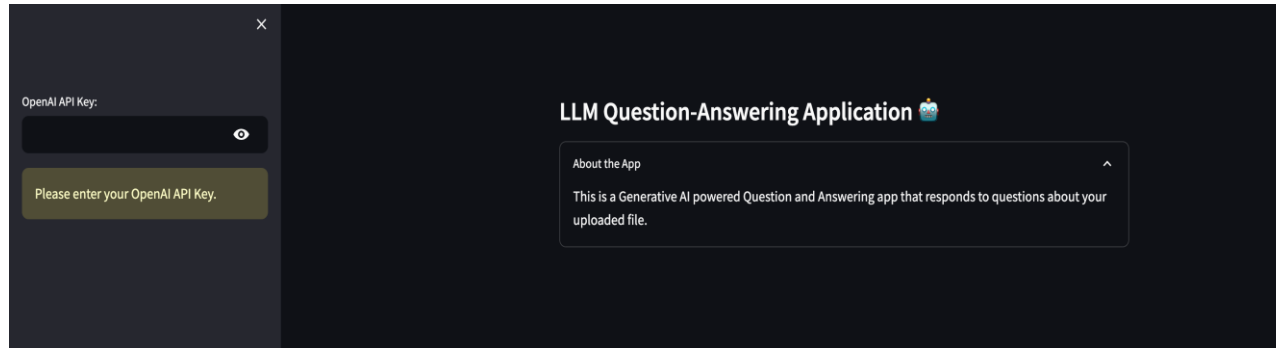 OpenAI API Key:
Please enter your OpenAI API Key.
LLM Question-Answering Application 🤖
About the App
This is a Generative AI powered Question and Answering app that responds to questions about your
uploaded file.